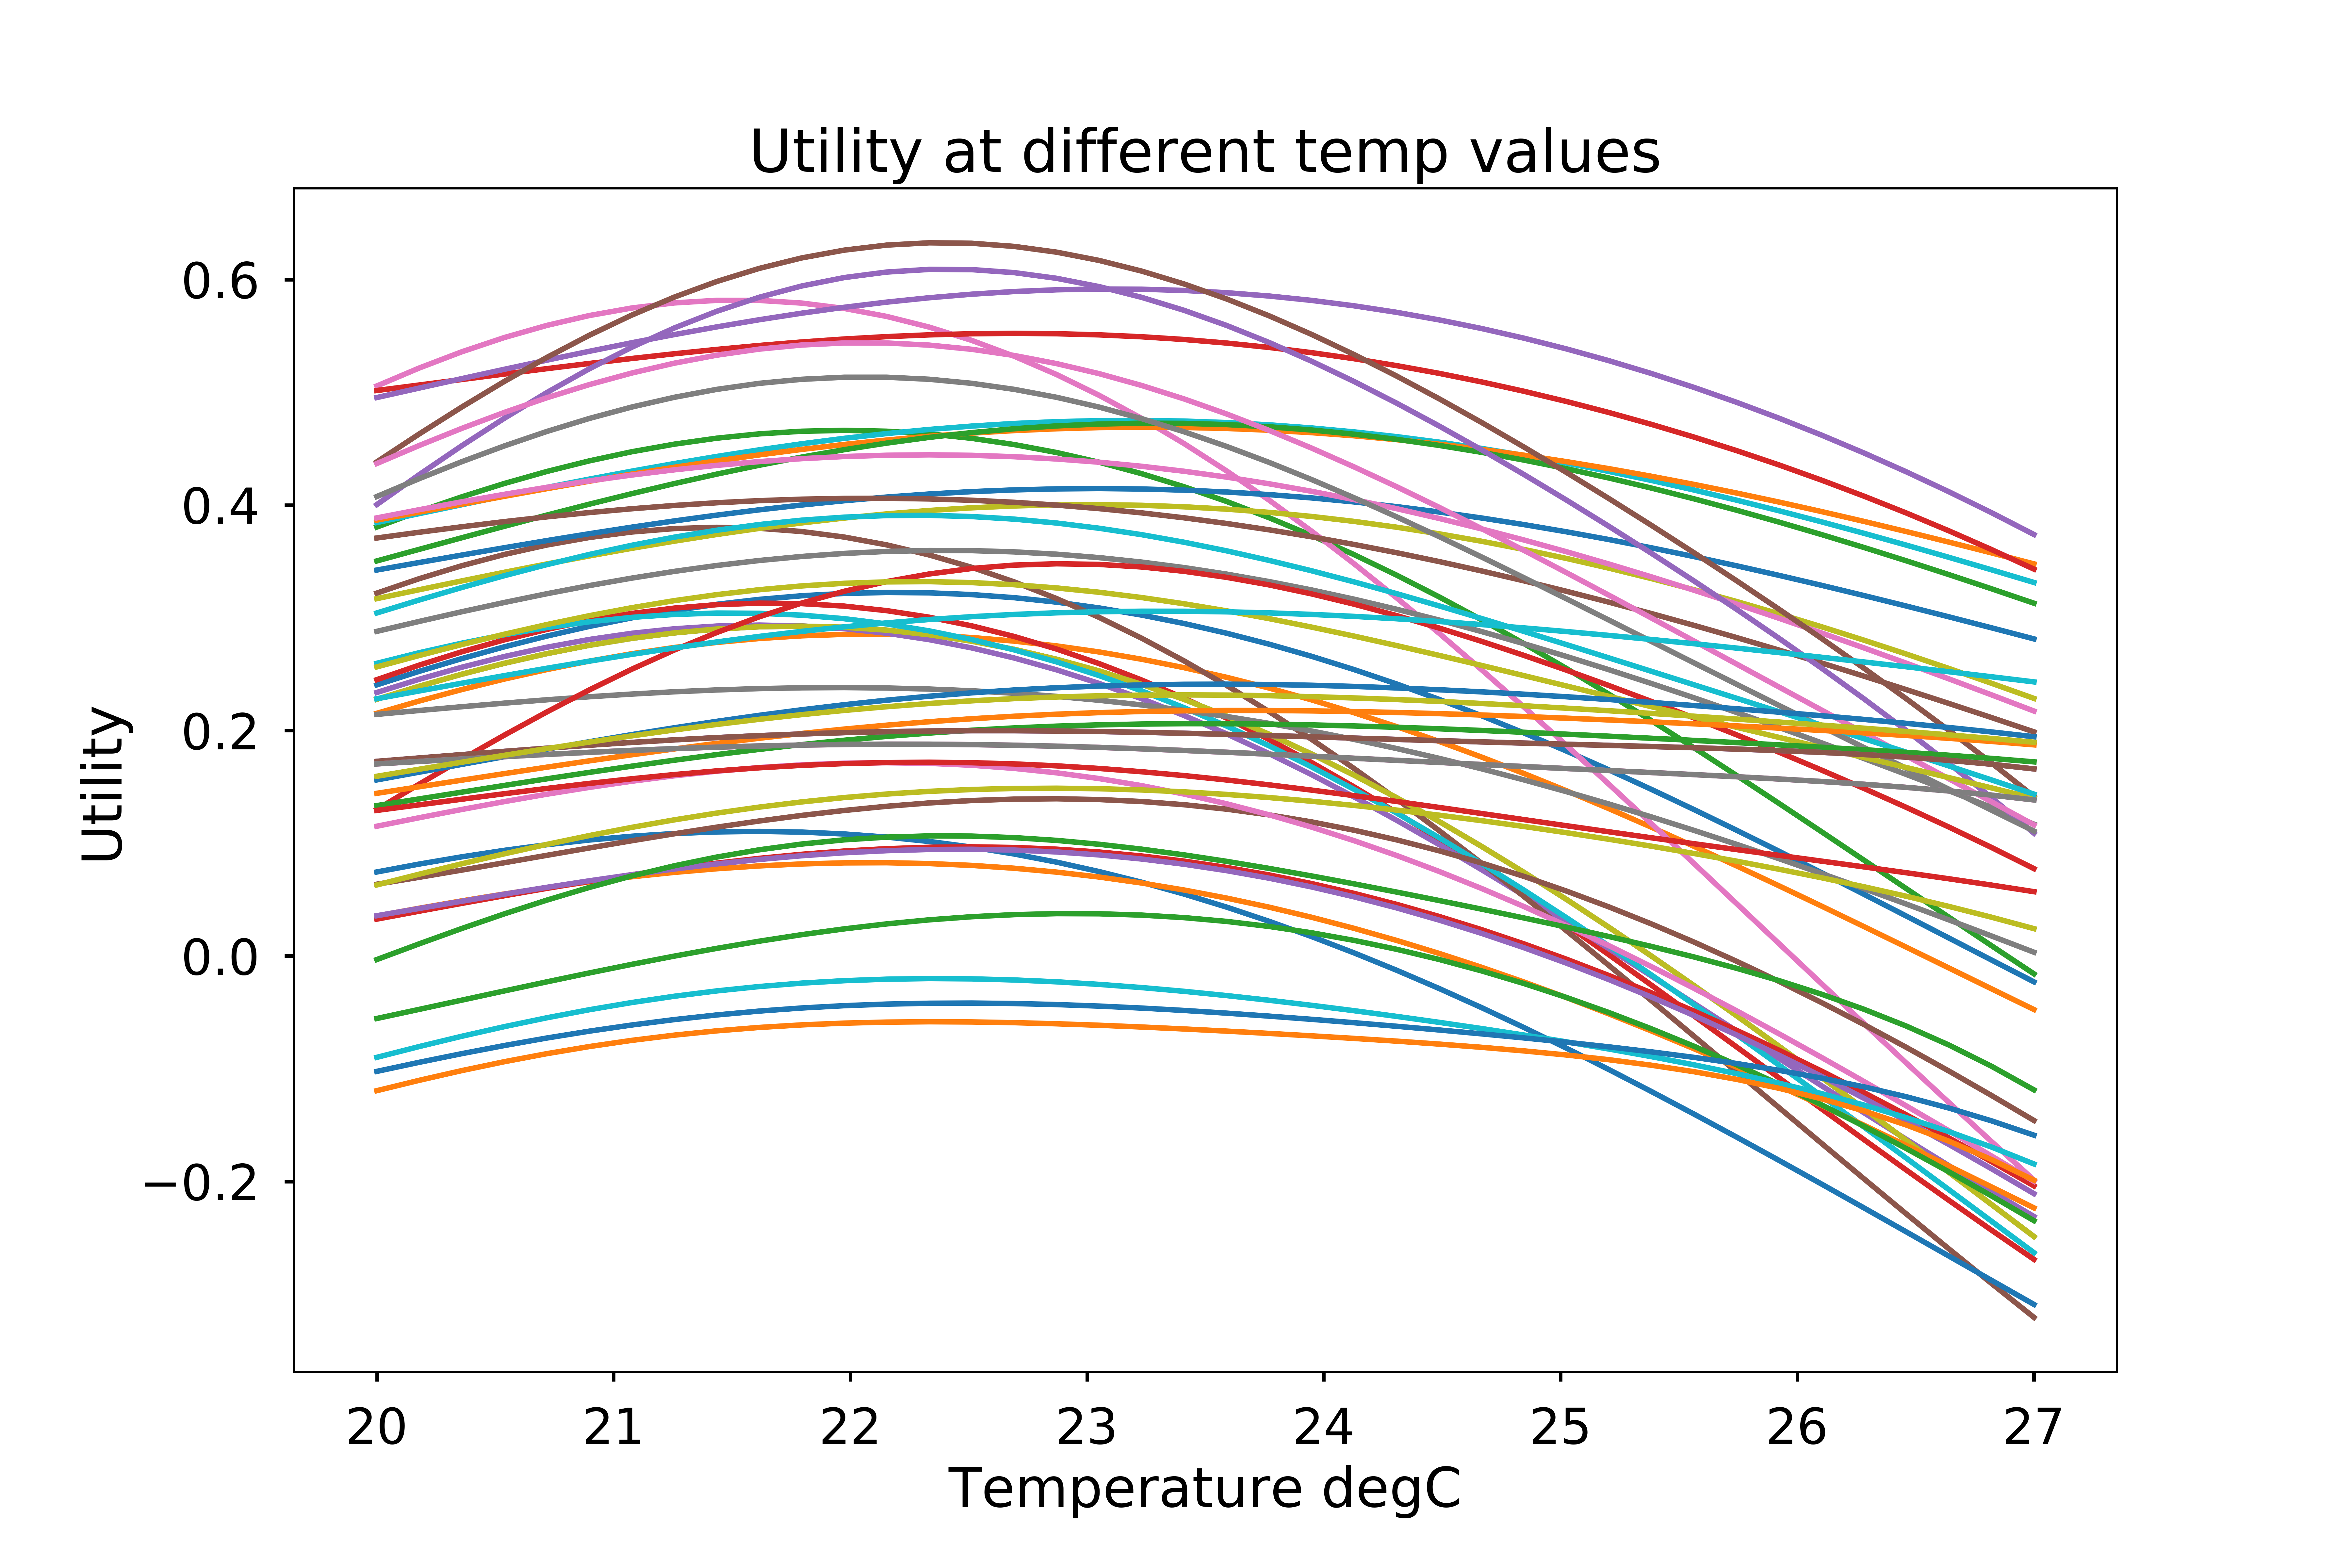 Utility at different temp values
Utility
0.6
0.4
0.2
0.0
−0.2
20 21 22 23 24 25 26 27
Temperature degC